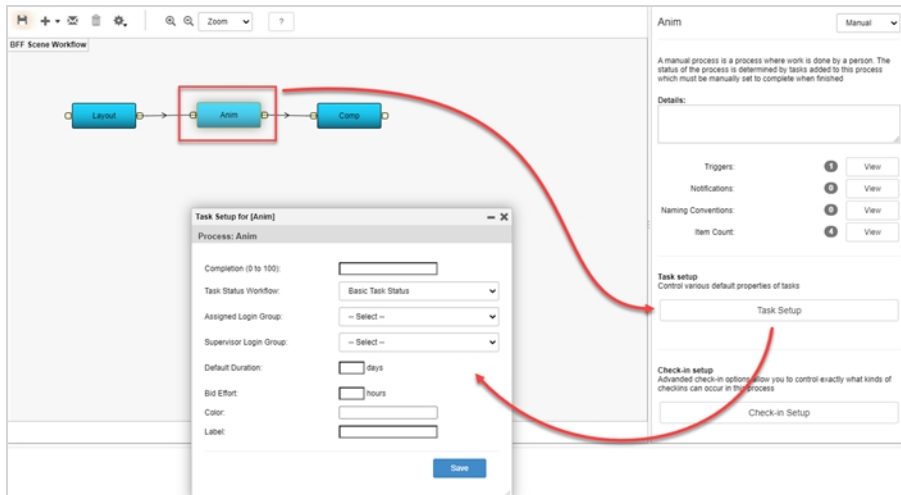 Zoom
?
BFF Scene Workflow
Layout
Anim
Comp
Task Setup for [Anim]
Process: Anim
Completion (0 to 100):
Task Status Workflow:
Basic Task Status
Assigned Login Group:
-- Select --
Supervisor Login Group:
-- Select --
Default Duration:
days
Bid Effort:
hours
Color:
Label:
Save
Anim
Manual
A manual process is a process where work is done by a person. The
status of the process is determined by tasks added to this process
which must be manually set to complete when finished
Details:
Triggers:
1
View
Notifications:
0
View
Naming Conventions:
0
View
Item Count:
4
View
Task setup
Control various default properties of tasks
Task Setup
Check-in setup
Advanded check-in options allow you to control exactly what kinds of
checkins can occur in this process
Check-in Setup